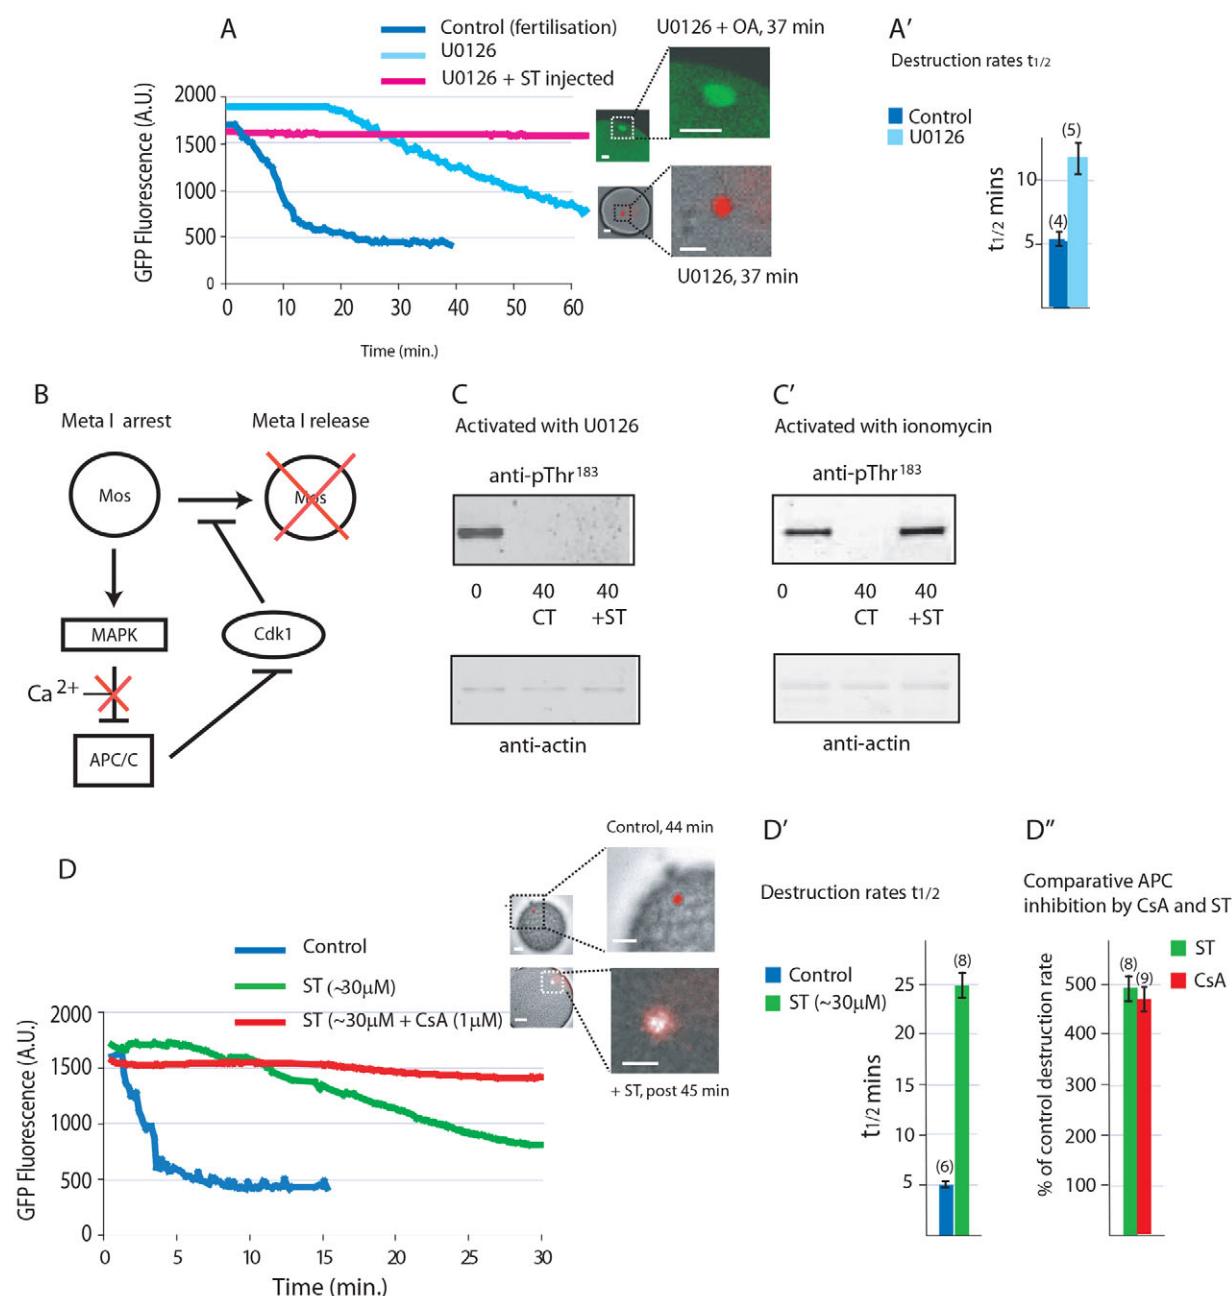 A
Control (fertilisation)
U0126
U0126 + ST injected
U0126 + OA, 37 min
GFP Fluorescence (A.U.)
2000
1500
1000
500
0
0 10 20 30 40 50 60
Time (min.)
U0126, 37 min
A'
Destruction rates t1/2
Control
U0126
(5)
(4)
10
5
t1/2 mins
B
Meta I arrest
Meta I release
Mos
Mos
MAPK
Cdk1
Ca 2+
APC/C
C
Activated with U0126
anti-pThr183
0 40 40
CT +ST
anti-actin
C'
Activated with ionomycin
anti-pThr183
0 40 40
CT +ST
anti-actin
D
Control
ST (~30μM)
ST (~30μM + CsA (1μM)
Control, 44 min
+ ST, post 45 min
GFP Fluorescence (A.U.)
2000
1500
1000
500
0
0 5 10 15 20 25 30
Time (min.)
D'
Destruction rates t1/2
Control
ST (~30μM)
(8)
(6)
25
25
15
10
5
t1/2 mins
D"
Comparative APC
inhibition by CsA and ST
ST
CsA
(8)
(9)
500
400
300
200
100
% of control destruction rate